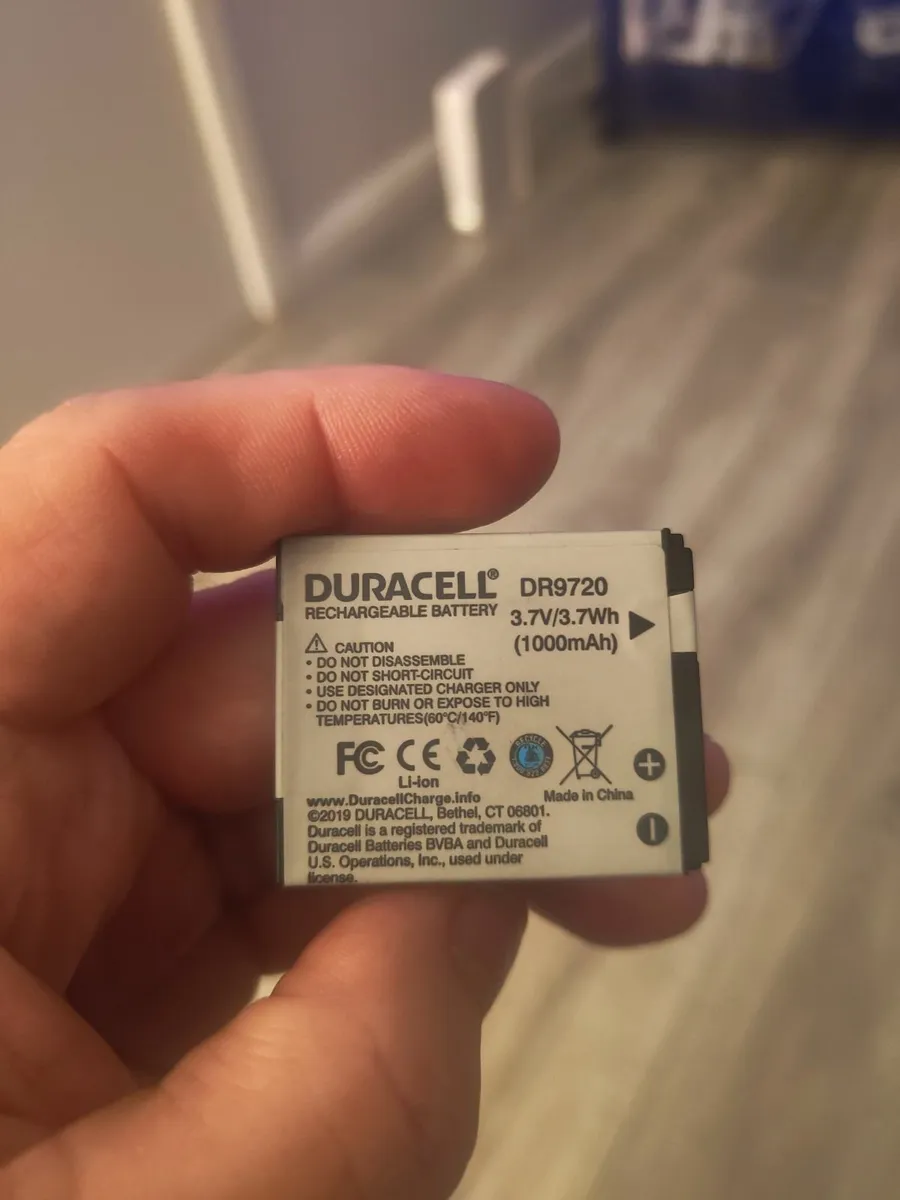 DURACELL® DR9720
RECHARGEABLE BATTERY
3.7V/3.7Wh
(1000mAh)
⚠ CAUTION
• DO NOT DISASSEMBLE
• DO NOT SHORT-CIRCUIT
• USE DESIGNATED CHARGER ONLY
• DO NOT BURN OR EXPOSE TO HIGH
TEMPERATURES(60°C/140°F)
FC CE
Li-ion
Made in China
www.DuracellCharge.info
©2019 DURACELL, Bethel, CT 06801.
Duracell is a registered trademark of
Duracell Batteries BVBA and Duracell
U.S. Operations, Inc., used under
license.